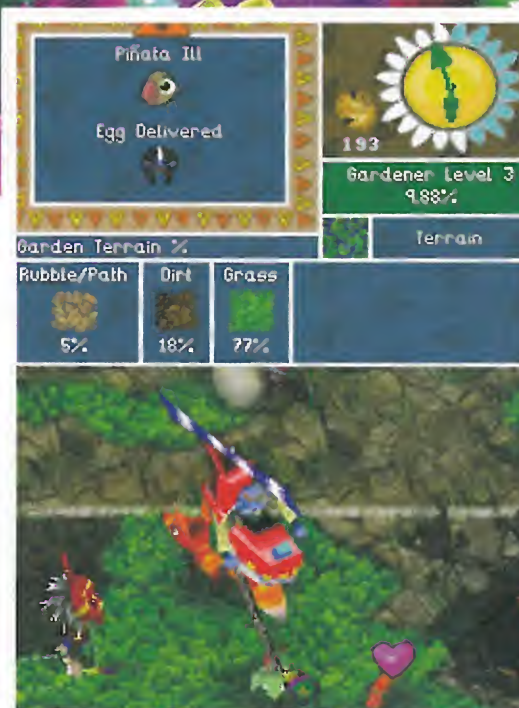 Piñata Ill
Egg Delivered
193
Gardener Level 3
9.88%
Garden Terrain %
Terrain
Rubble/Path
Dirt
Grass
5%
18%
77%